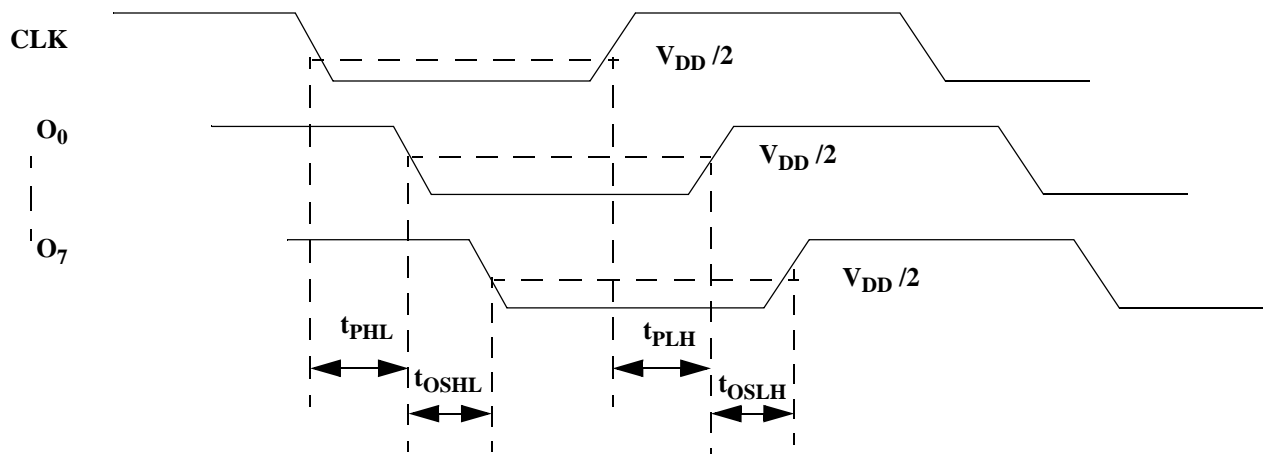 CLK
V_DD /2
O_0
V_DD /2
O_7
V_DD /2
t_PHL
t_PLH
t_OSHL
t_OSLH